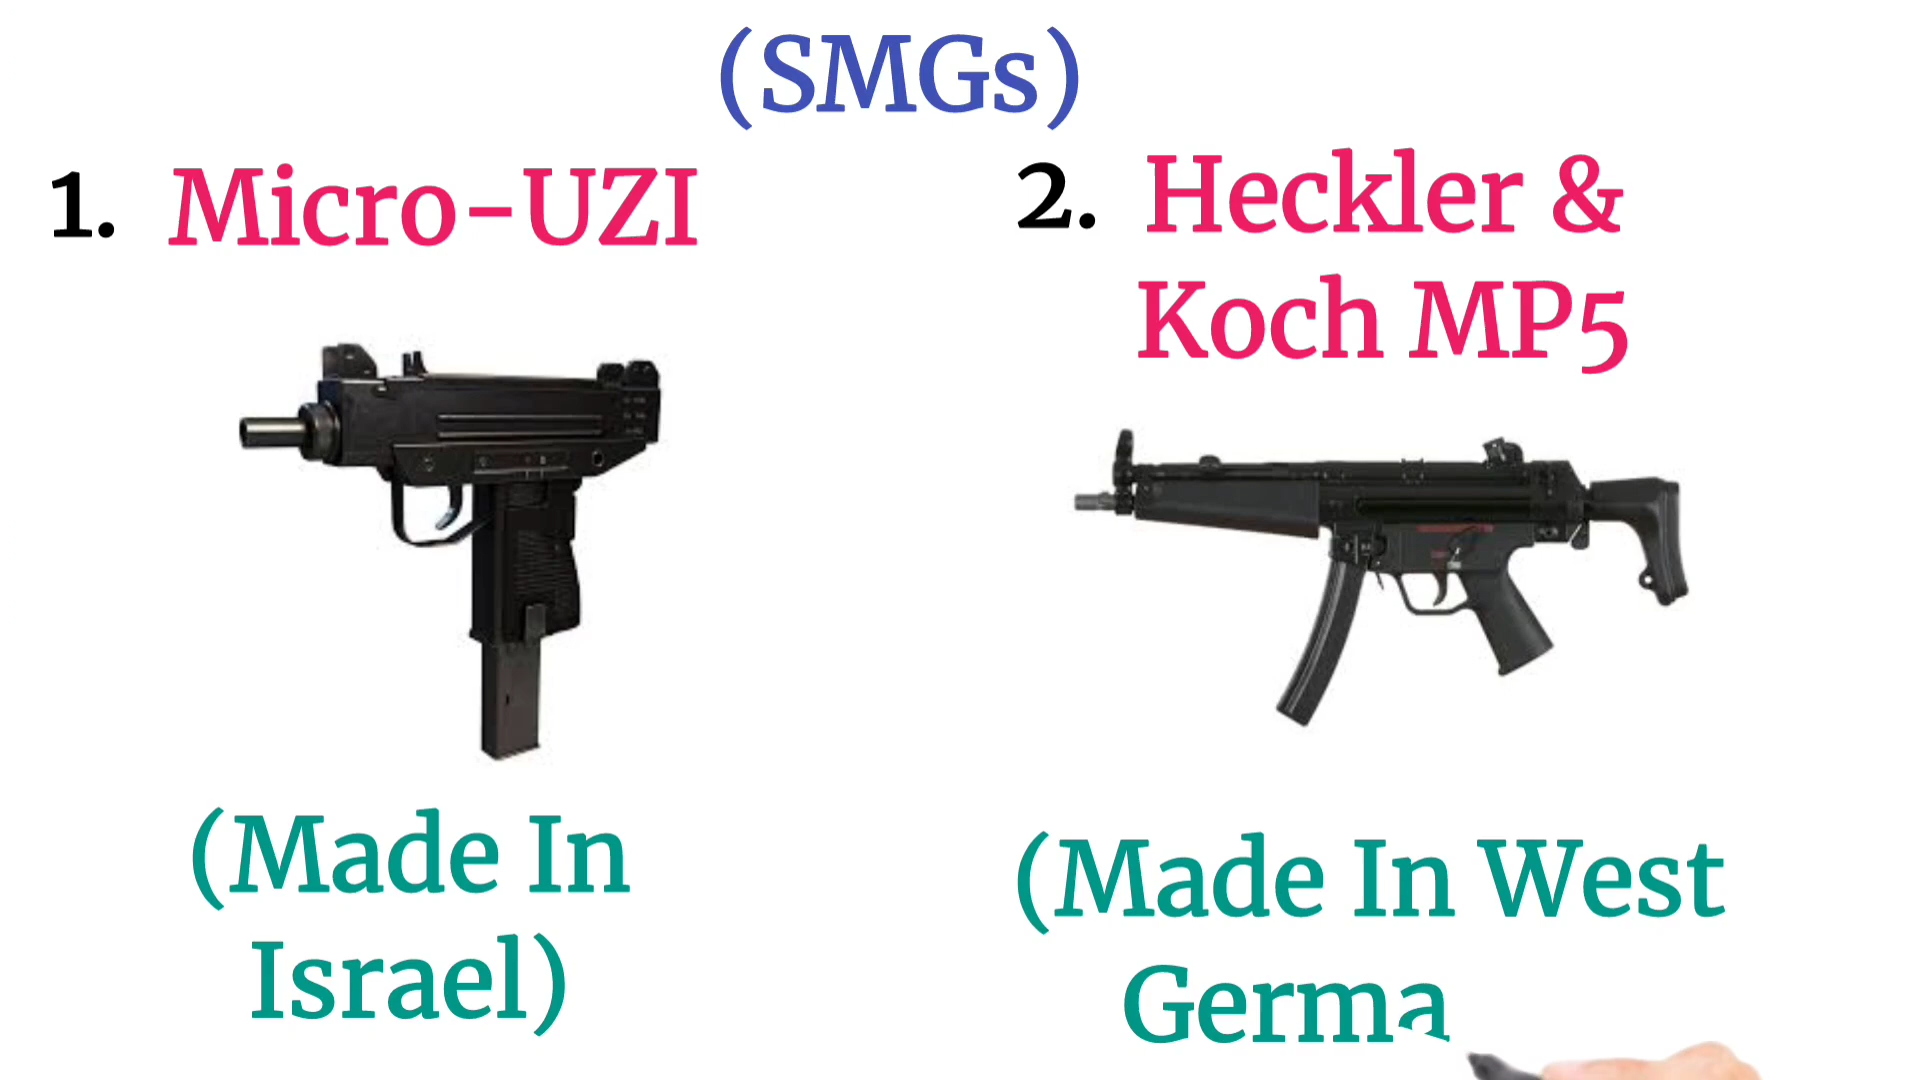 (SMGs)
1. Micro-UZI
2. Heckler &
Koch MP5
(Made In
Israel)
(Made In West
Germa